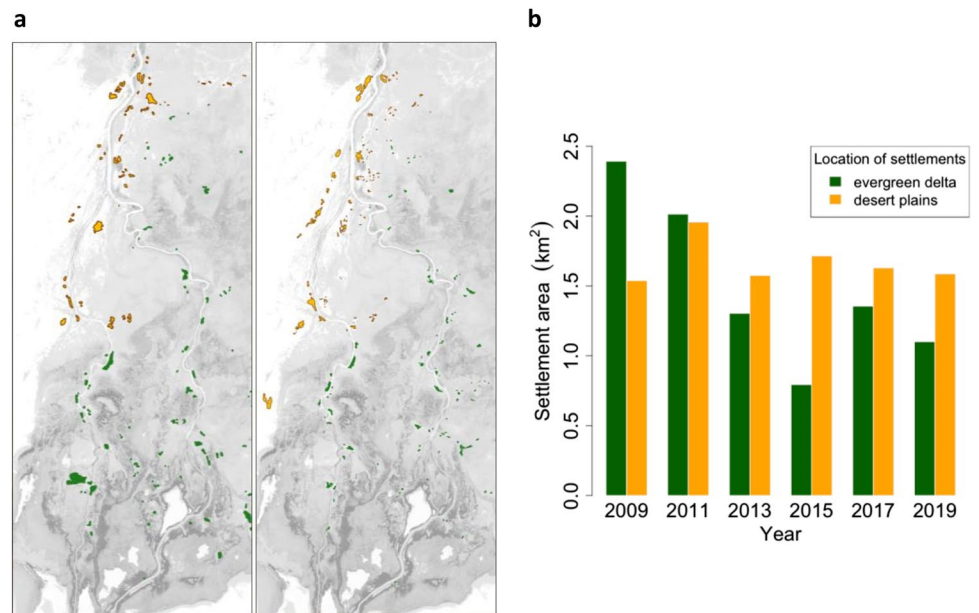 a
b
Settlement area (km²)
2.5
2.0
1.5
1.0
0.5
0.0
Location of settlements
evergreen delta
desert plains
2009 2011 2013 2015 2017 2019
Year